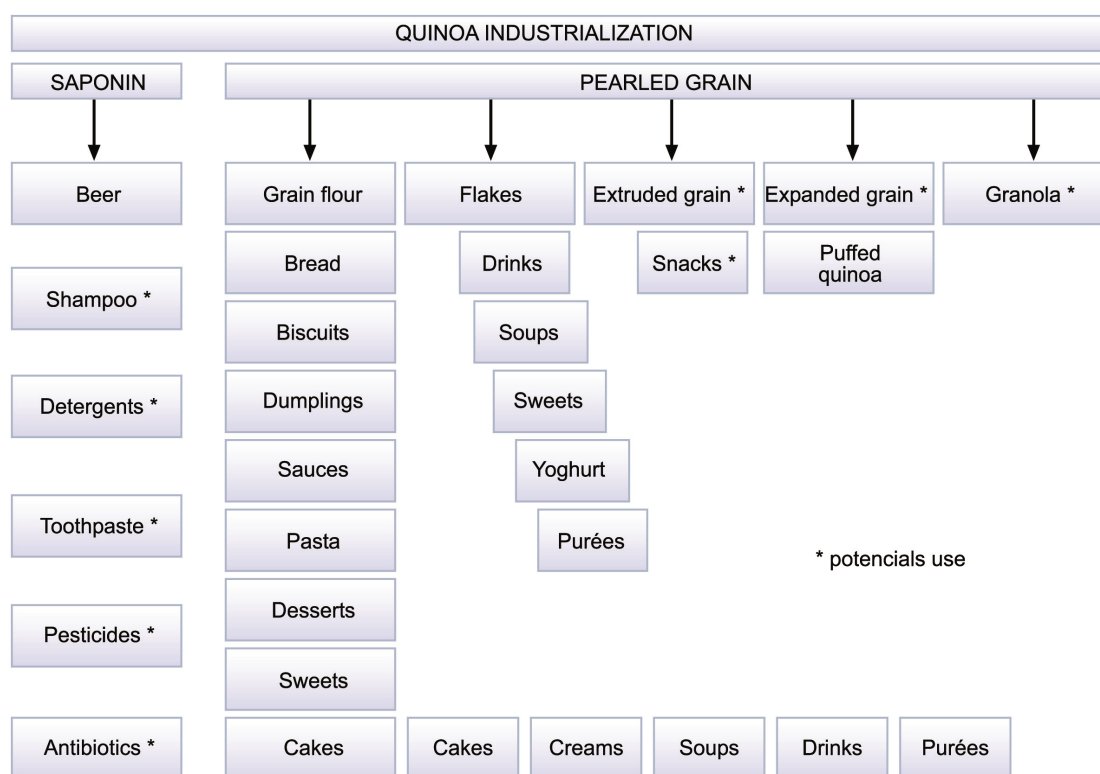 QUINOA INDUSTRIALIZATION
SAPONIN
PEARLED GRAIN
Beer
Grain flour
Flakes
Extruded grain *
Expanded grain *
Granola *
Shampoo *
Detergents *
Toothpaste *
Pesticides *
Antibiotics *
Bread
Biscuits
Dumplings
Sauces
Pasta
Desserts
Sweets
Cakes
Drinks
Soups
Sweets
Yoghurt
Purées
Snacks *
Puffed
quinoa
* potencials use
Cakes
Creams
Soups
Drinks
Purées